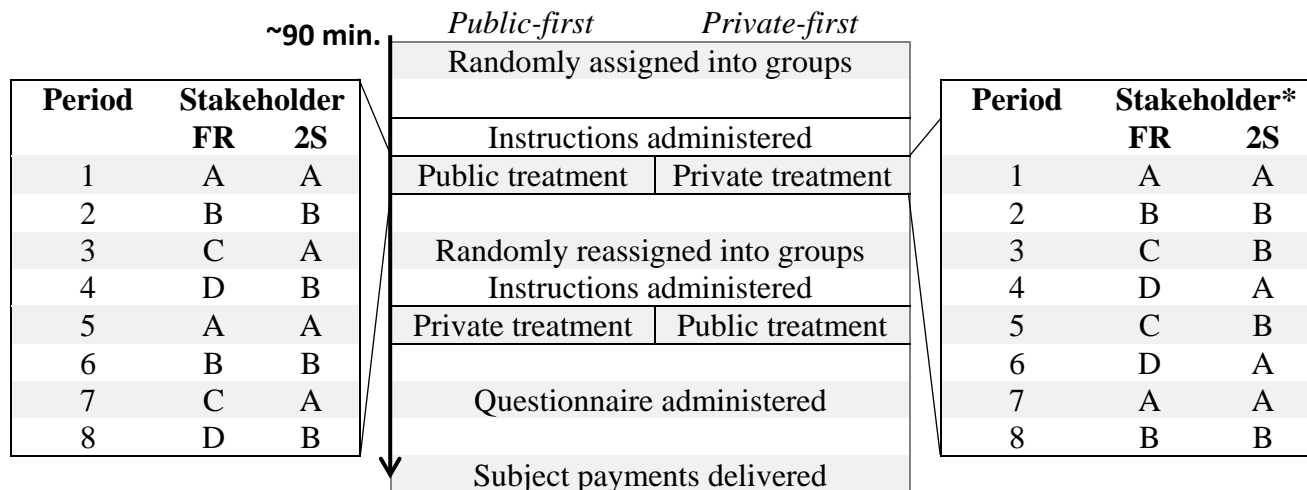 ~90 min.
Public-first Private-first
Randomly assigned into groups
Instructions administered
Public treatment Private treatment
Randomly reassigned into groups
Instructions administered
Private treatment Public treatment
Questionnaire administered
Subject payments delivered
Period Stakeholder
FR 2S
1 A A
2 B B
3 C A
4 D B
5 A A
6 B B
7 C A
8 D B
Period Stakeholder*
FR 2S
1 A A
2 B B
3 C B
4 D A
5 C B
6 D A
7 A A
8 B B